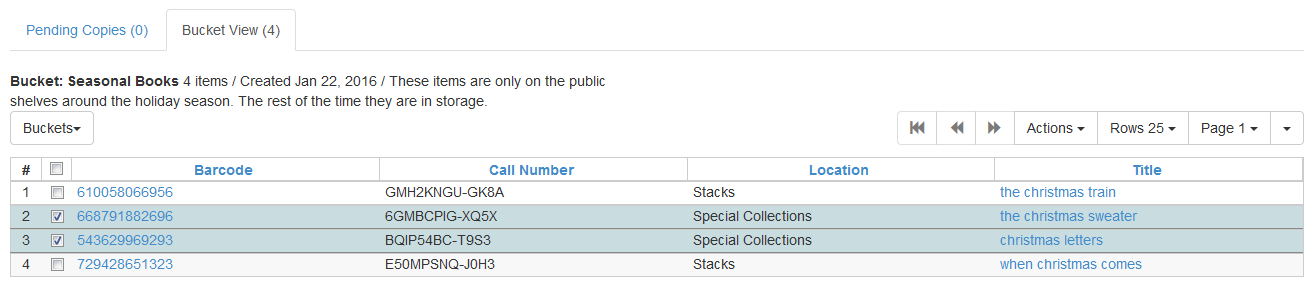 Pending Copies (0) Bucket View (4)
Bucket: Seasonal Books 4 items / Created Jan 22, 2016 / These items are only on the public
shelves around the holiday season. The rest of the time they are in storage.
Buckets Actions Rows 25 Page 1
# Barcode Call Number Location Title
1 610058066956 GMH2KNGU-GK8A Stacks the christmas train
2 668791882696 6GMBCPIG-XQ5X Special Collections the christmas sweater
3 543629969293 BQIP54BC-T9S3 Special Collections christmas letters
4 729428651323 E50MPSNQ-J0H3 Stacks when christmas comes